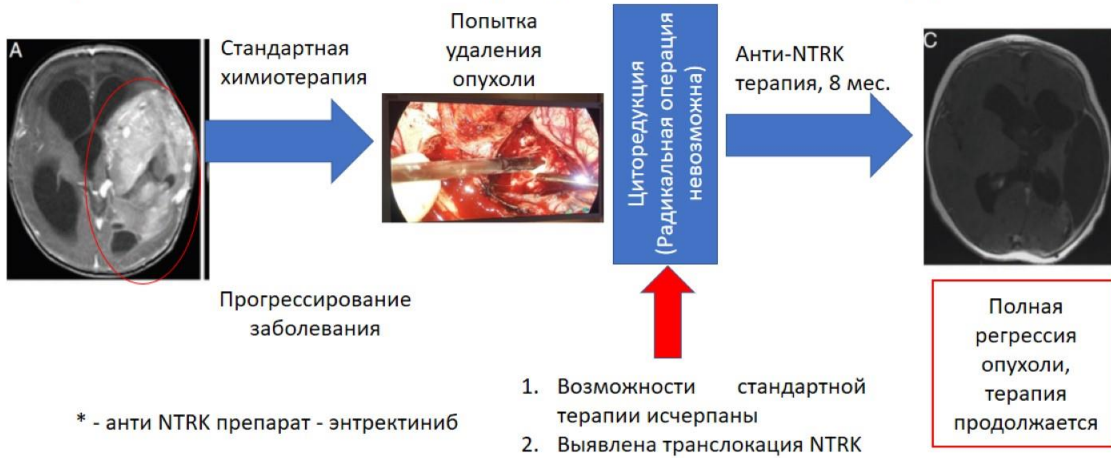 A
Стандартная
химиотерапия
Прогрессирование
заболевания
Попытка
удаления
опухоли
Циторедукция
(Радикальная операция
невозможна)
Анти-NTRK
терапия, 8 мес.
C
Полная
регрессия
опухоли,
терапия
продолжается
1. Возможности стандартной
терапии исчерпаны
2. Выявлена транслокация NTRK
* - анти NTRK препарат - энтректиниб